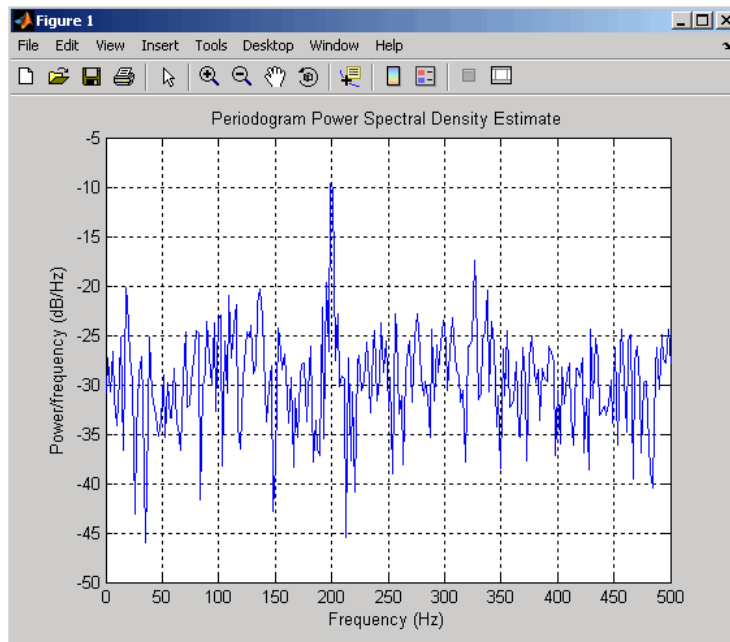 Figure 1
File Edit View Insert Tools Desktop Window Help
Periodogram Power Spectral Density Estimate
Power/frequency (dB/Hz)
-5
-10
-15
-20
-25
-30
-35
-40
-45
-50
0 50 100 150 200 250 300 350 400 450 500
Frequency (Hz)